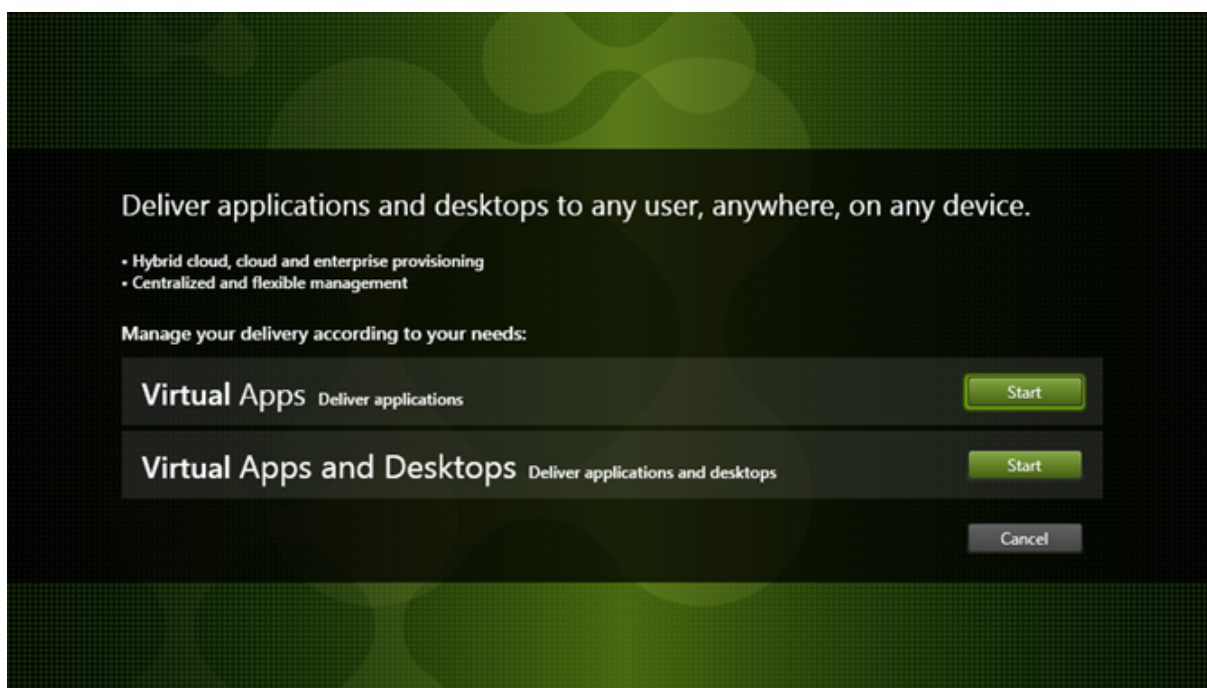 Deliver applications and desktops to any user, anywhere, on any device.
• Hybrid cloud, cloud and enterprise provisioning
• Centralized and flexible management
Manage your delivery according to your needs:
Virtual Apps Deliver applications
Start
Virtual Apps and Desktops Deliver applications and desktops
Start
Cancel